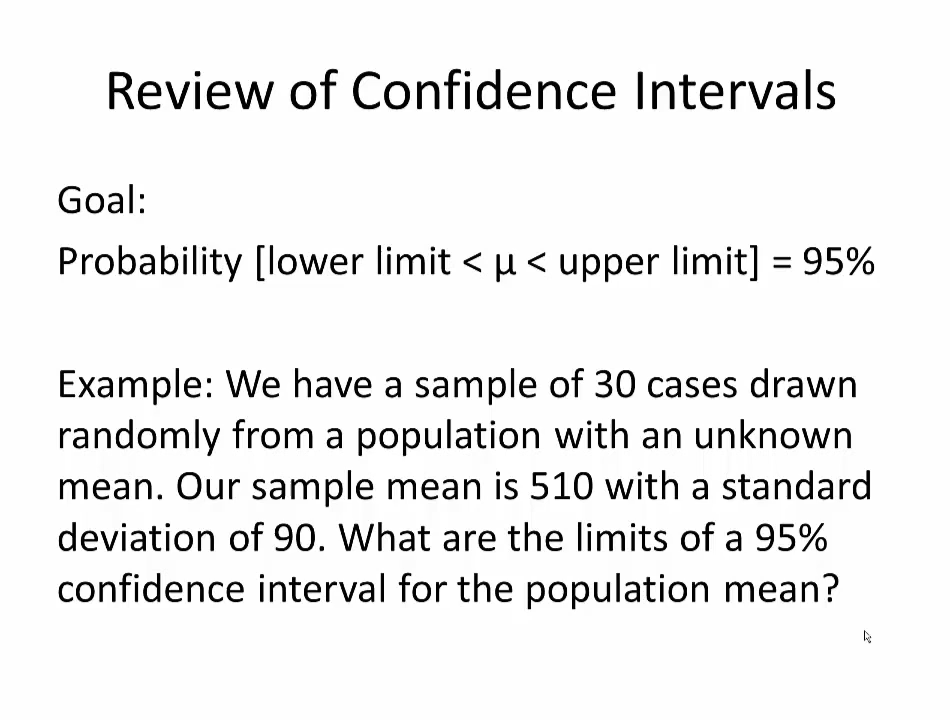 Review of Confidence Intervals
Goal:
Probability [lower limit < μ < upper limit] = 95%
Example: We have a sample of 30 cases drawn
randomly from a population with an unknown
mean. Our sample mean is 510 with a standard
deviation of 90. What are the limits of a 95%
confidence interval for the population mean?